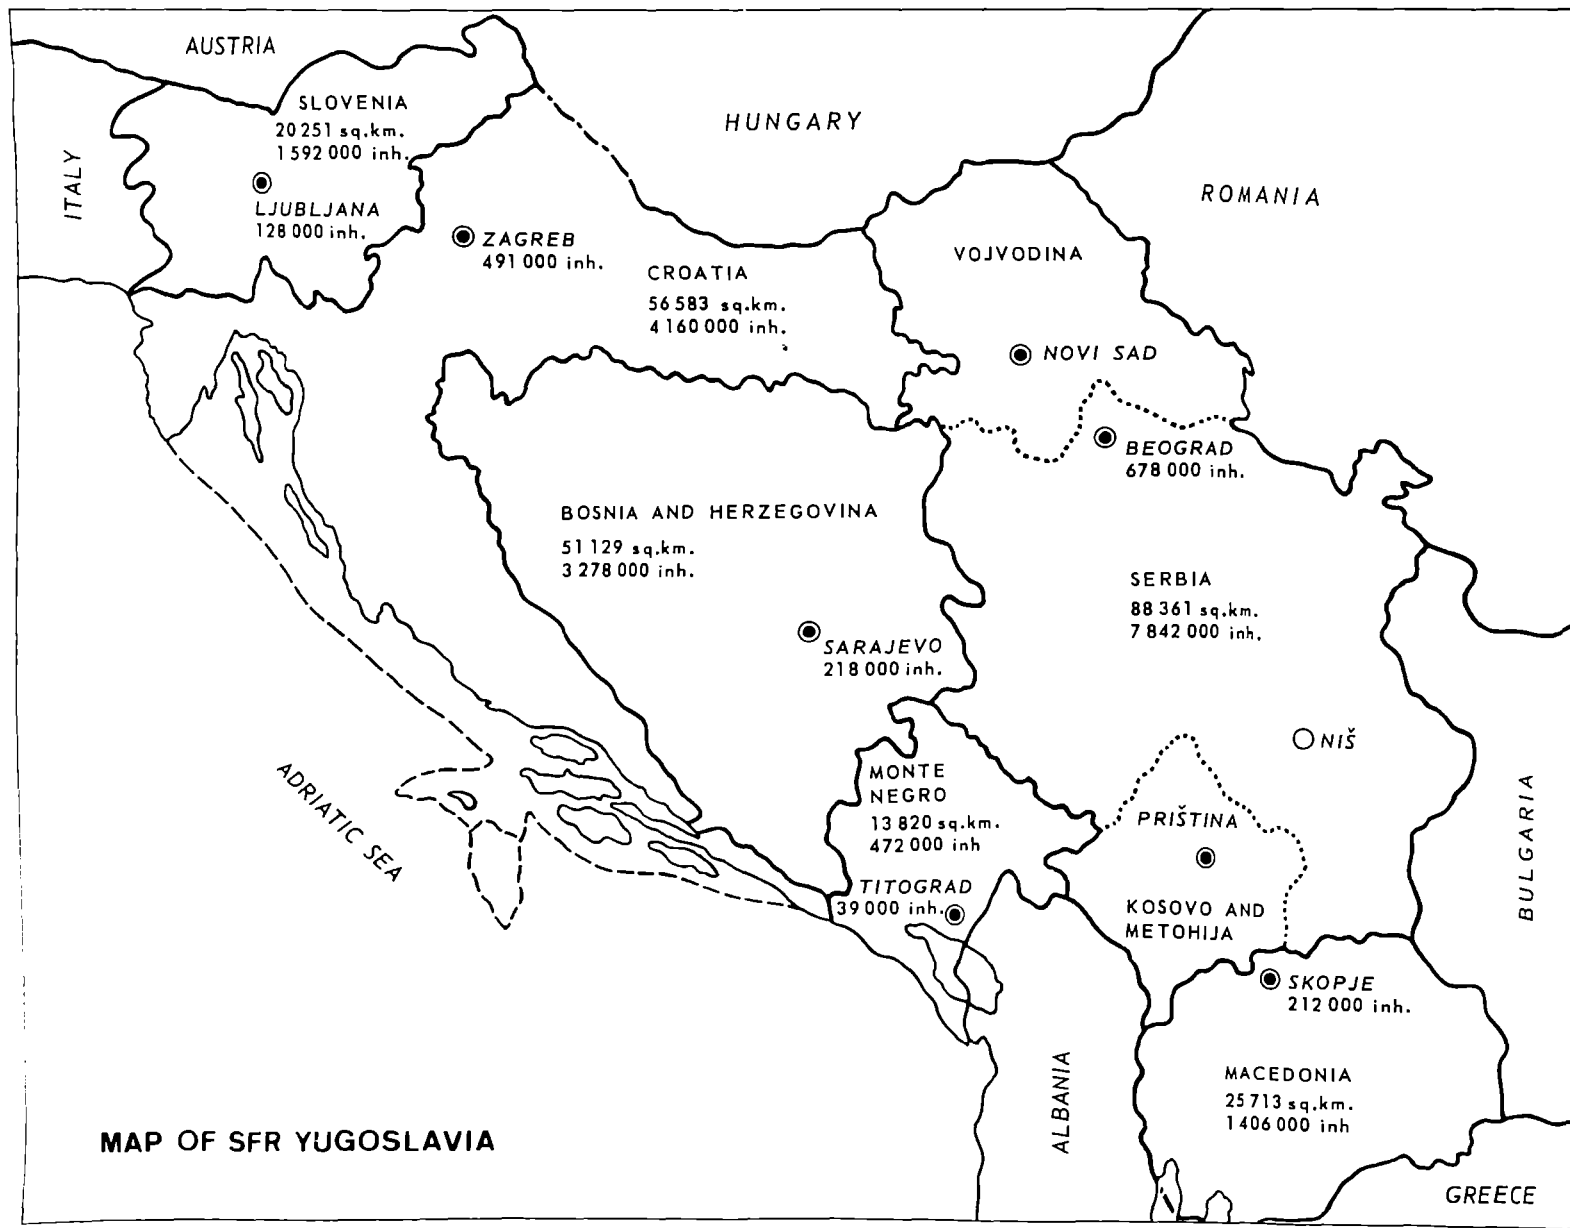 AUSTRIA
SLOVENIA
20 251 sq.km.
1 592 000 inh.
HUNGARY
ITALY
ROMANIA
LJUBLJANA
128 000 inh.
ZAGREB
491 000 inh.
CROATIA
56 583 sq.km.
4 160 000 inh.
VOJVODINA
NOVI SAD
BEOGRAD
678 000 inh.
BOSNIA AND HERZEGOVINA
51 129 sq.km.
3 278 000 inh.
SERBIA
88 361 sq.km.
7 842 000 inh.
SARAJEVO
218 000 inh.
NIŠ
ADRIATIC SEA
MONTE
NEGRO
13 820 sq.km.
472 000 inh
PRIŠTINA
BULGARIA
TITOGRAD
39 000 inh.
KOSOVO AND
METOHIJA
SKOPJE
212 000 inh.
ALBANIA
MACEDONIA
25 713 sq.km.
1 406 000 inh
MAP OF SFR YUGOSLAVIA
GREECE